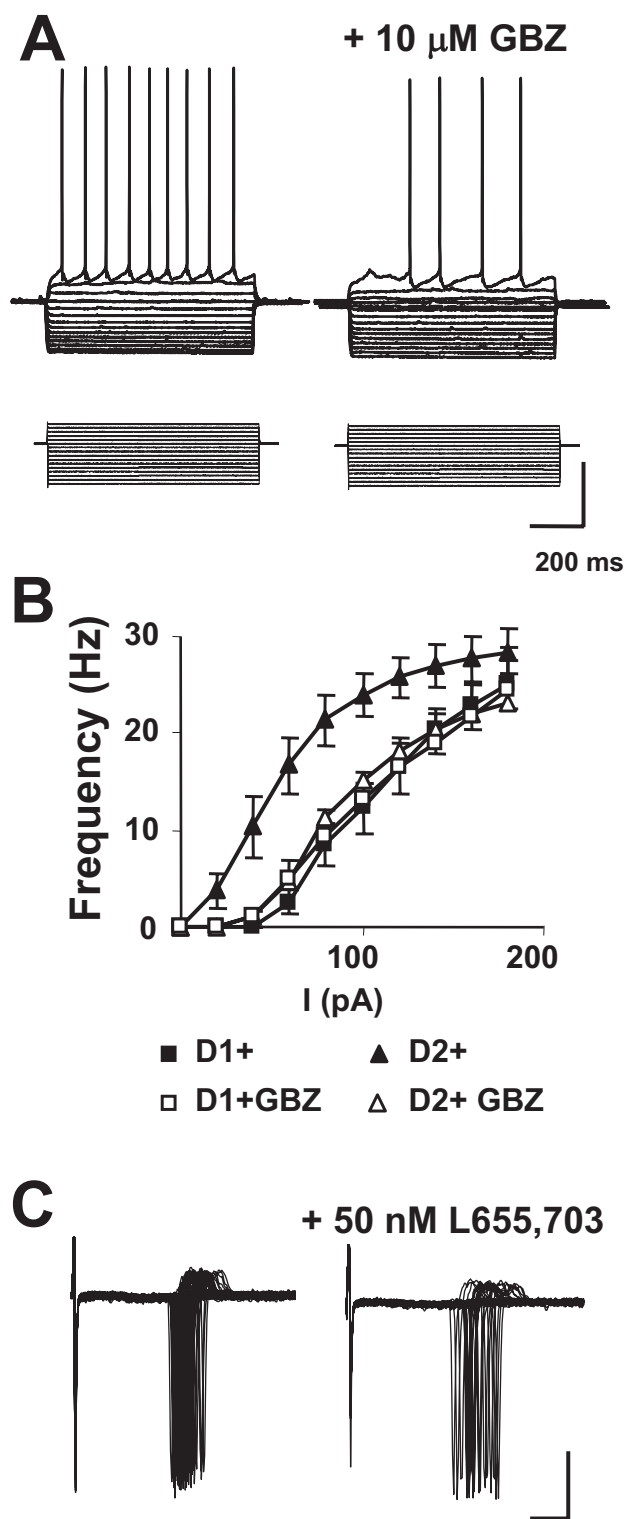 A
+ 10 μM GBZ
200 ms
B
Frequency (Hz)
30
20
10
0
100
200
I (pA)
D1+
D2+
D1+GBZ
D2+ GBZ
C
+ 50 nM L655,703